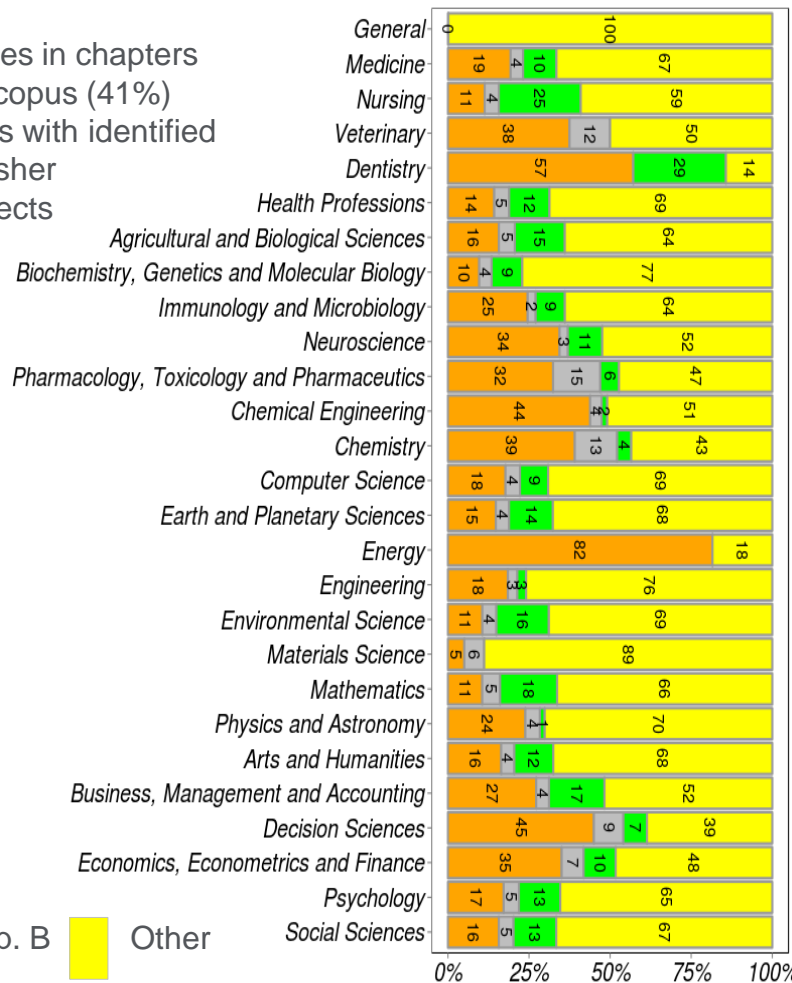 es in chapters
copus (41%)
s with identified
sher
ects
General 0 100
Medicine 19 4 10 67
Nursing 11 4 25 59
Veterinary 38 12 50
Dentistry 57 29 14
Health Professions 14 5 12 69
Agricultural and Biological Sciences 16 5 15 64
Biochemistry, Genetics and Molecular Biology 10 4 9 77
Immunology and Microbiology 25 2 9 64
Neuroscience 34 3 11 52
Pharmacology, Toxicology and Pharmaceutics 32 15 6 47
Chemical Engineering 44 4 2 51
Chemistry 39 13 4 43
Computer Science 18 4 9 69
Earth and Planetary Sciences 15 4 14 68
Energy 82 18
Engineering 18 3 3 76
Environmental Science 11 4 16 69
Materials Science 5 6 89
Mathematics 11 5 18 66
Physics and Astronomy 24 4 1 70
Arts and Humanities 16 4 12 68
Business, Management and Accounting 27 4 17 52
Decision Sciences 45 9 7 39
Economics, Econometrics and Finance 35 7 10 48
Psychology 17 5 13 65
Social Sciences 16 5 13 67
o. B Other
0% 25% 50% 75% 100%